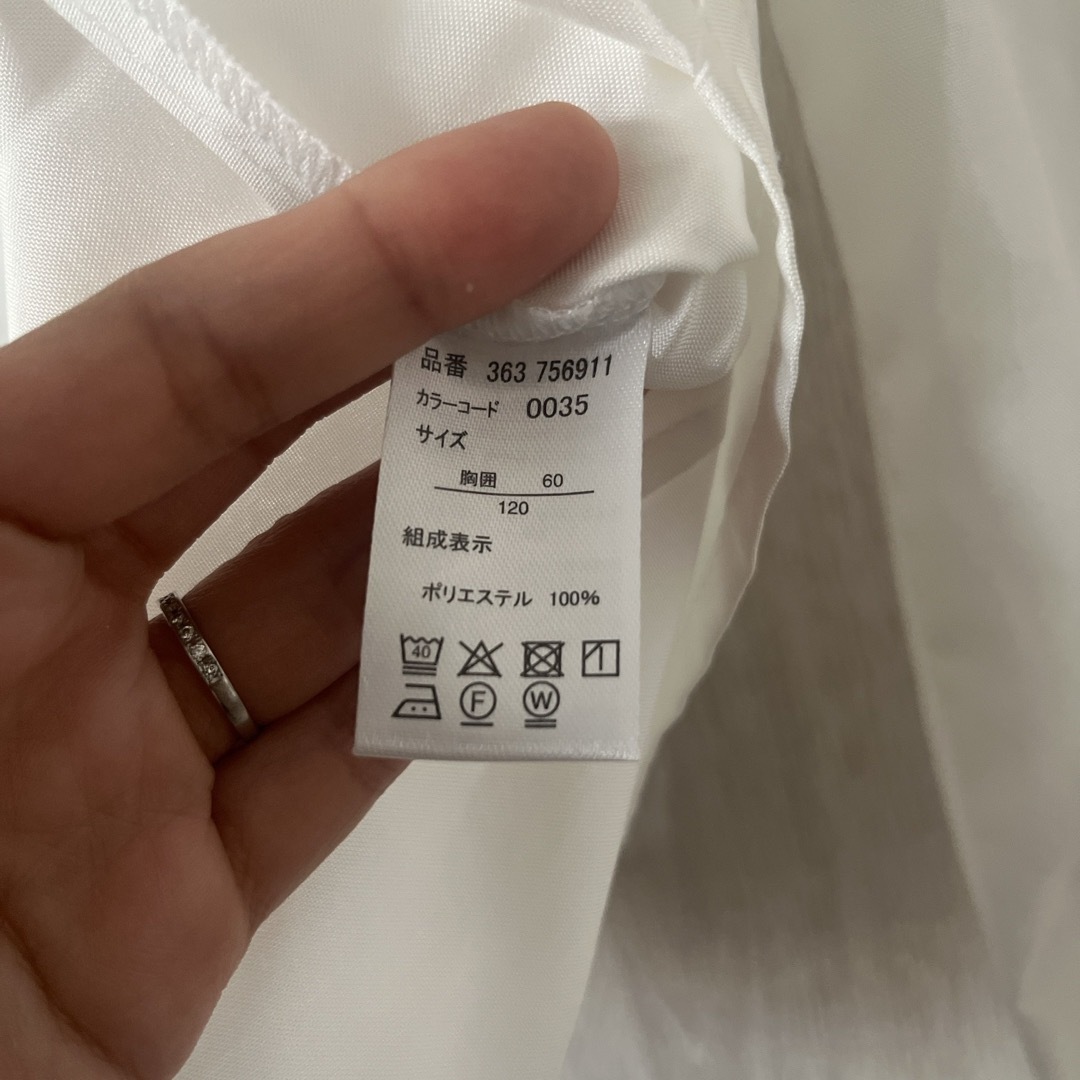 品番 363 756911
カラーコード 0035
サイズ
胸囲 60
120
組成表示
ポリエステル 100%
40
F W